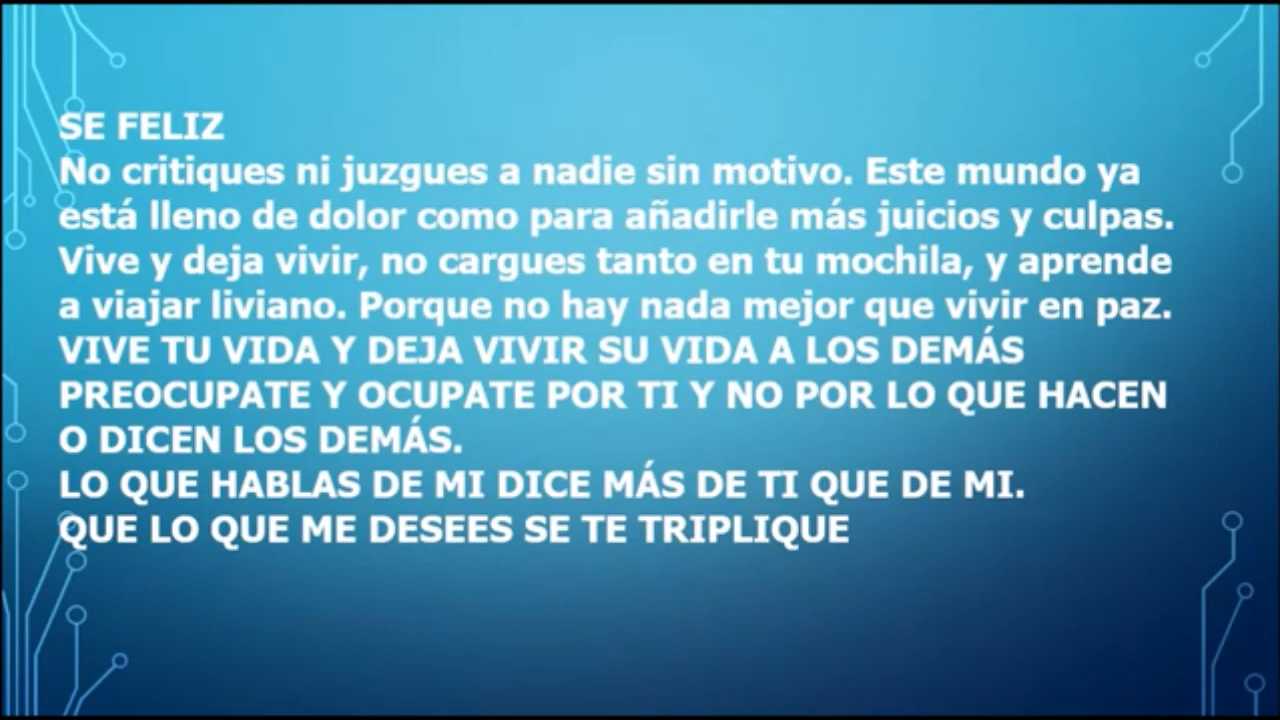 SE FELIZ
No critiques ni juzgues a nadie sin motivo. Este mundo ya
está lleno de dolor como para añadirle más juicios y culpas.
Vive y deja vivir, no cargues tanto en tu mochila, y aprende
a viajar liviano. Porque no hay nada mejor que vivir en paz.
VIVE TU VIDA Y DEJA VIVIR SU VIDA A LOS DEMÁS
PREOCUPATE Y OCUPATE POR TI Y NO POR LO QUE HACEN
O DICEN LOS DEMÁS.
LO QUE HABLAS DE MI DICE MÁS DE TI QUE DE MI.
QUE LO QUE ME DESEES SE TE TRIPLIQUE